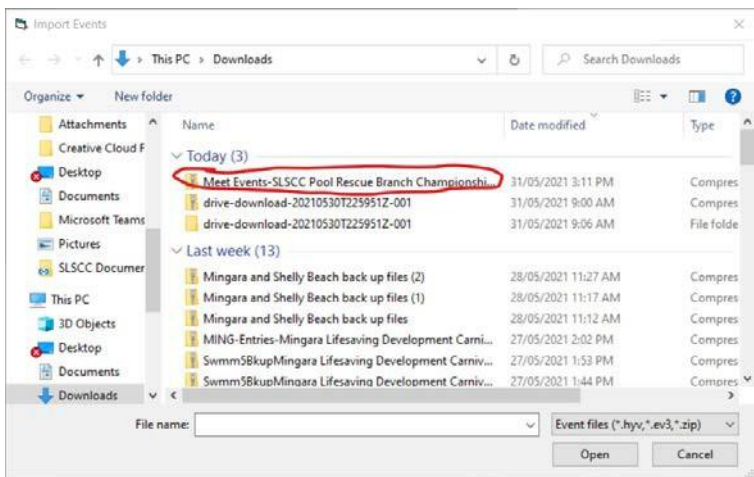 Import Events
This PC > Downloads
Search Downloads
Organize
New folder
Attachments
Creative Cloud F
Desktop
Documents
Microsoft Teams
Pictures
SLSCC Documer
This PC
3D Objects
Desktop
Documents
Downloads
Name Date modified Type
Today (3)
Meet Events-SLSCC Pool Rescue Branch Championshi... 31/05/2021 3:11 PM Compres
drive-download-20210530T225951Z-001 31/05/2021 9:00 AM Compres
drive-download-20210530T225951Z-001 31/05/2021 9:06 AM File folde
Last week (13)
Mingara and Shelly Beach back up files (2) 28/05/2021 11:27 AM Compres
Mingara and Shelly Beach back up files (1) 28/05/2021 11:17 AM Compres
Mingara and Shelly Beach back up files 28/05/2021 11:12 AM Compres
MING-Entries-Mingara Lifesaving Development Carni... 27/05/2021 2:02 PM Compres
Swmm5BkupMingara Lifesaving Development Carniv... 27/05/2021 1:53 PM Compres
Swmm5BkupMingara Lifesaving Development Carniv... 27/05/2021 1:44 PM Compres
File name:
Event files (*.hyv,*.ev3,*.zip)
Open
Cancel